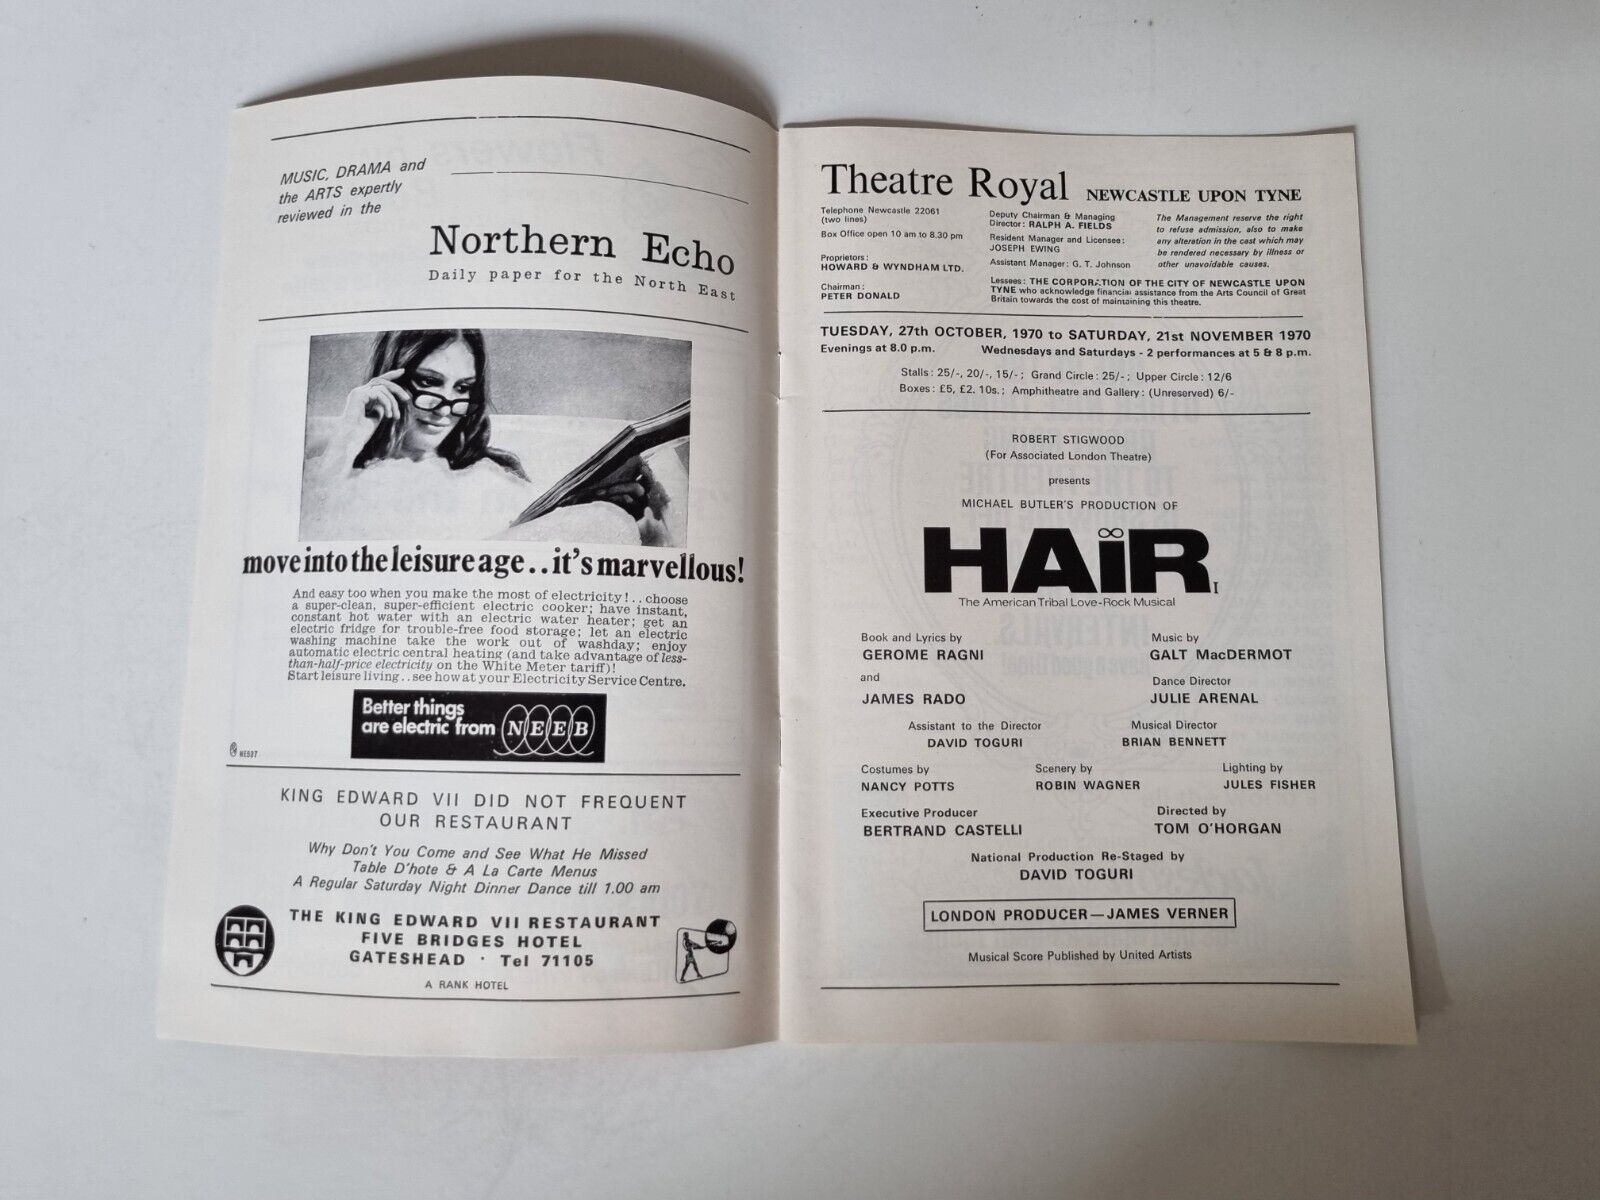 MUSIC, DRAMA and
the ARTS expertly
reviewed in the
Northern Echo
Daily paper for the North East
move into the leisure age . . it's marvellous!
And easy too when you make the most of electricity! . . choose
a super-clean, super-efficient electric cooker; have instant,
constant hot water with an electric water heater; get an
electric fridge for trouble-free food storage; let an electric
washing machine take the work out of washday; enjoy
automatic electric central heating (and take advantage of less-
than-half-price electricity on the White Meter tariff)!
Start leisure living . . see how at your Electricity Service Centre.
Better things
are electric from NEEB
NE537
KING EDWARD VII DID NOT FREQUENT
OUR RESTAURANT
Why Don't You Come and See What He Missed
Table D'hote & A La Carte Menus
A Regular Saturday Night Dinner Dance till 1.00 am
THE KING EDWARD VII RESTAURANT
FIVE BRIDGES HOTEL
GATESHEAD · Tel 71105
A RANK HOTEL
Theatre Royal NEWCASTLE UPON TYNE
Telephone Newcastle 22061
(two lines)
Box Office open 10 am to 8.30 pm
Proprietors:
HOWARD & WYNDHAM LTD.
Chairman:
PETER DONALD
Deputy Chairman & Managing
Director: RALPH A. FIELDS
Resident Manager and Licensee:
JOSEPH EWING
Assistant Manager: G. T. Johnson
The Management reserve the right
to refuse admission, also to make
any alteration in the cast which may
be rendered necessary by illness or
other unavoidable causes.
Lessees: THE CORPORATION OF THE CITY OF NEWCASTLE UPON
TYNE who acknowledge financial assistance from the Arts Council of Great
Britain towards the cost of maintaining this theatre.
TUESDAY, 27th OCTOBER, 1970 to SATURDAY, 21st NOVEMBER 1970
Evenings at 8.0 p.m. Wednesdays and Saturdays - 2 performances at 5 & 8 p.m.
Stalls: 25/-, 20/-, 15/-; Grand Circle: 25/-; Upper Circle: 12/6
Boxes: £5, £2. 10s.; Amphitheatre and Gallery: (Unreserved) 6/-
ROBERT STIGWOOD
(For Associated London Theatre)
presents
MICHAEL BUTLER'S PRODUCTION OF
HAIR
The American Tribal Love-Rock Musical
Book and Lyrics by
GEROME RAGNI
and
JAMES RADO
Music by
GALT MacDERMOT
Dance Director
JULIE ARENAL
Assistant to the Director
DAVID TOGURI
Musical Director
BRIAN BENNETT
Costumes by
NANCY POTTS
Scenery by
ROBIN WAGNER
Lighting by
JULES FISHER
Executive Producer
BERTRAND CASTELLI
Directed by
TOM O'HORGAN
National Production Re-Staged by
DAVID TOGURI
LONDON PRODUCER—JAMES VERNER
Musical Score Published by United Artists